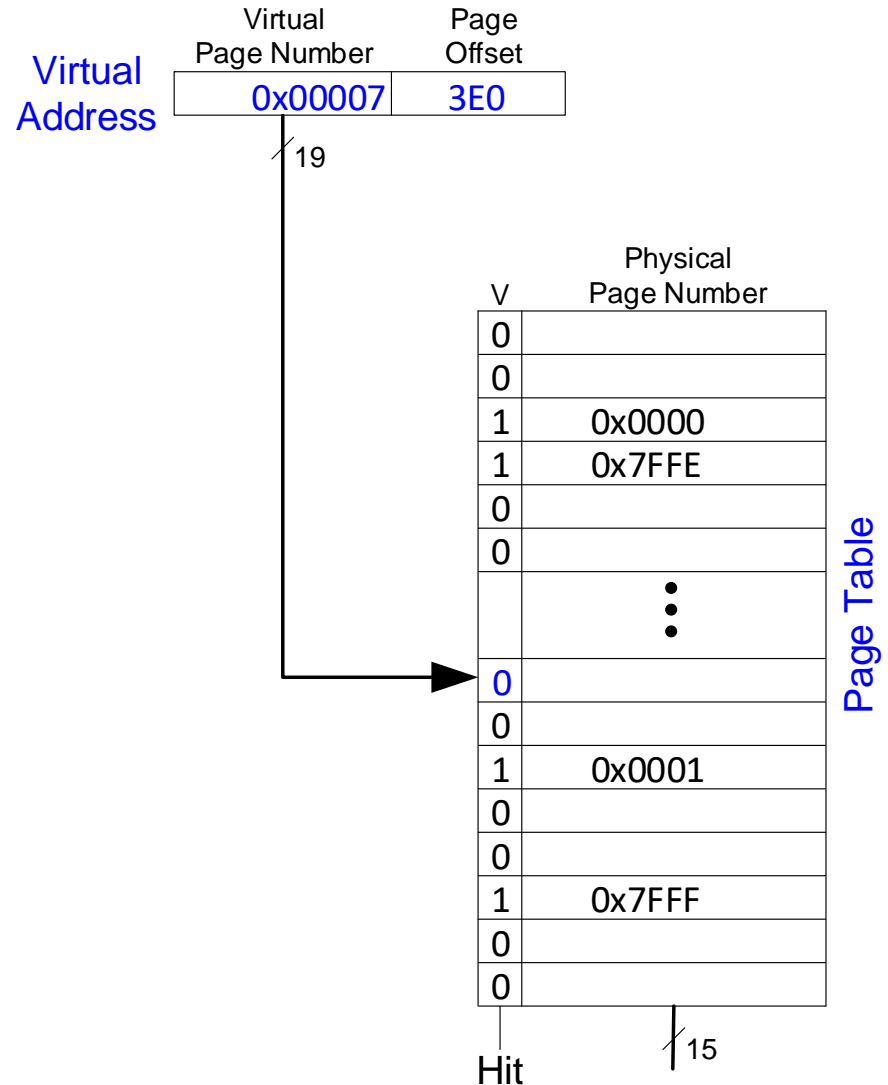 Virtual Page Number
Page Offset
Virtual Address
0x00007 3E0
19
Physical Page Number
V
0
0
1 0x0000
1 0x7FFE
0
0
0
0
1 0x0001
0
0
1 0x7FFF
0
0
Page Table
Hit
15